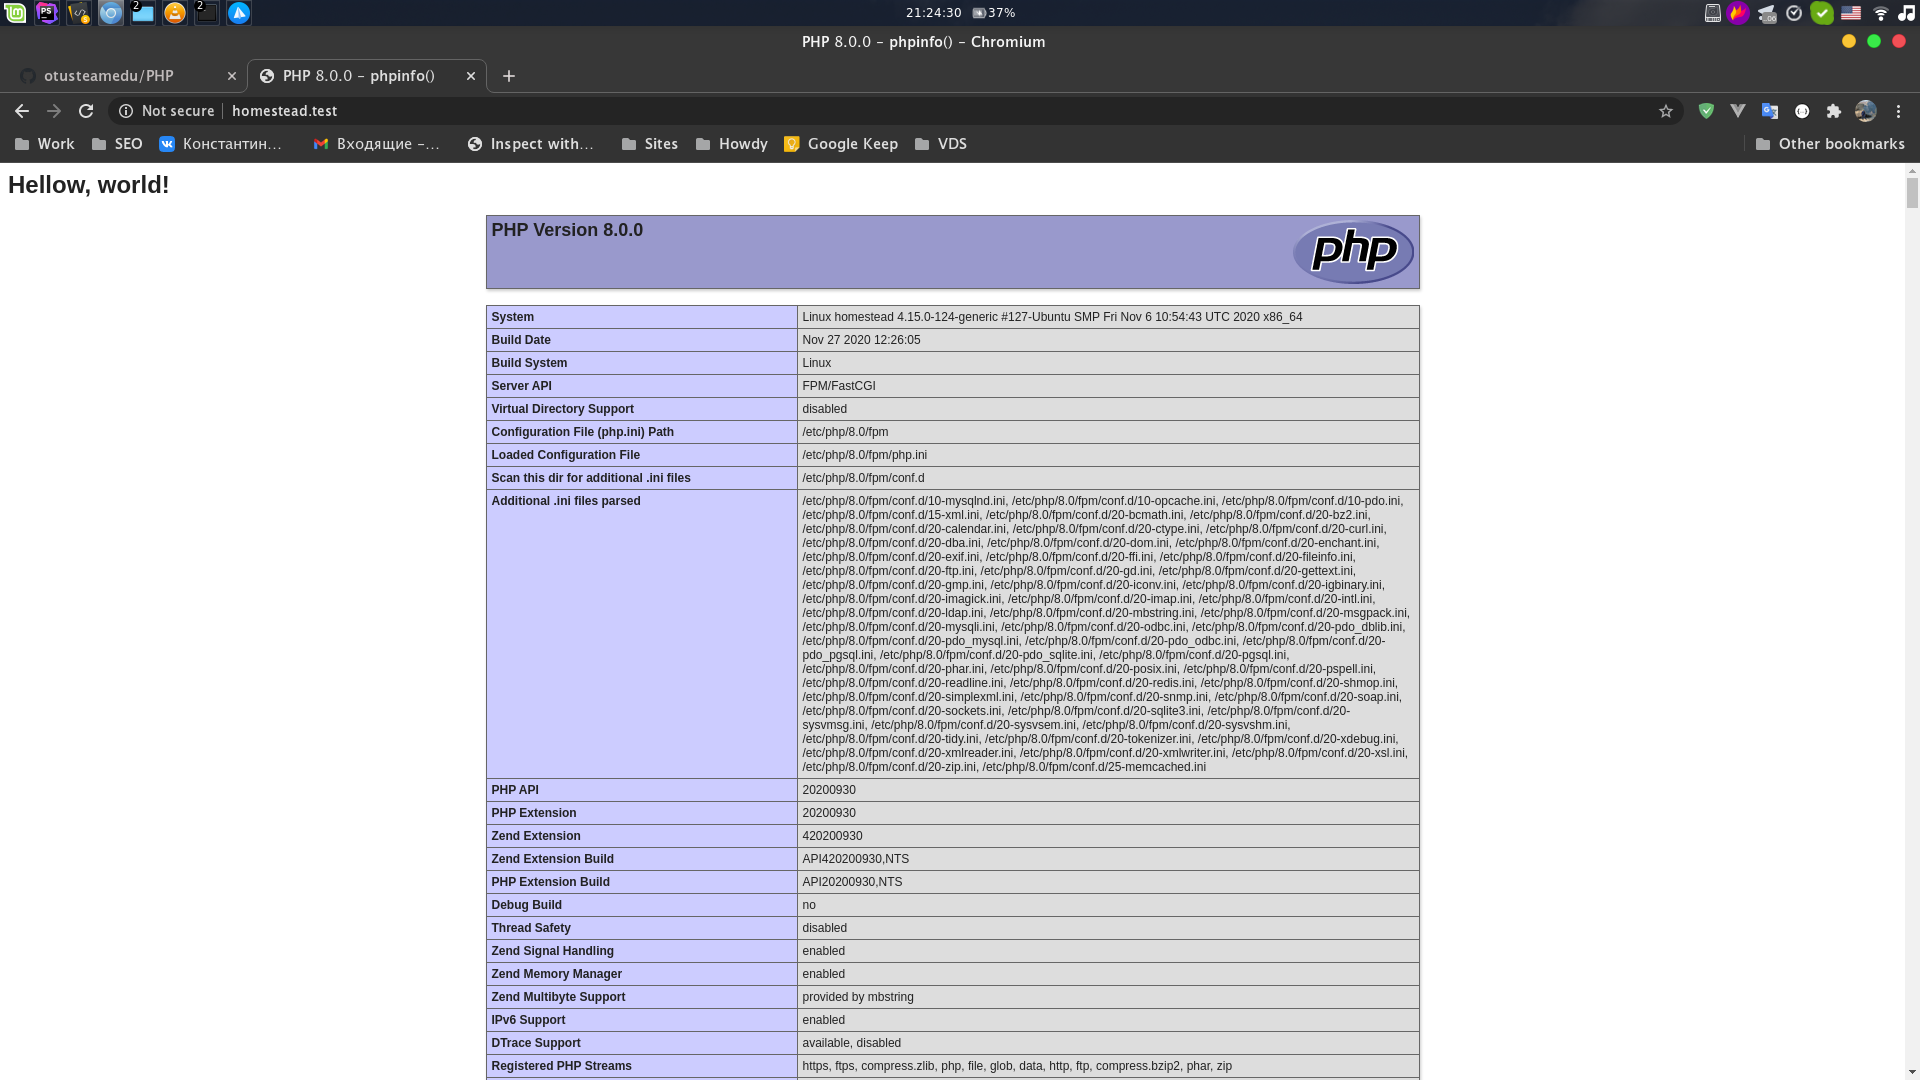 PS
2
2
21:24:30 37%
PHP 8.0.0 – phpinfo() – Chromium
otusteamedu/PHP
PHP 8.0.0 – phpinfo()
Not secure
homestead.test
Work
SEO
Константин...
Входящие –...
Inspect with...
Sites
Howdy
Google Keep
VDS
Other bookmarks
Hellow, world!
PHP Version 8.0.0
php
System Linux homestead 4.15.0-124-generic #127-Ubuntu SMP Fri Nov 6 10:54:43 UTC 2020 x86_64
Build Date Nov 27 2020 12:26:05
Build System Linux
Server API FPM/FastCGI
Virtual Directory Support disabled
Configuration File (php.ini) Path /etc/php/8.0/fpm
Loaded Configuration File /etc/php/8.0/fpm/php.ini
Scan this dir for additional .ini files /etc/php/8.0/fpm/conf.d
Additional .ini files parsed /etc/php/8.0/fpm/conf.d/10-mysqlnd.ini, /etc/php/8.0/fpm/conf.d/10-opcache.ini, /etc/php/8.0/fpm/conf.d/10-pdo.ini,
/etc/php/8.0/fpm/conf.d/15-xml.ini, /etc/php/8.0/fpm/conf.d/20-bcmath.ini, /etc/php/8.0/fpm/conf.d/20-bz2.ini,
/etc/php/8.0/fpm/conf.d/20-calendar.ini, /etc/php/8.0/fpm/conf.d/20-ctype.ini, /etc/php/8.0/fpm/conf.d/20-curl.ini,
/etc/php/8.0/fpm/conf.d/20-dba.ini, /etc/php/8.0/fpm/conf.d/20-dom.ini, /etc/php/8.0/fpm/conf.d/20-enchant.ini,
/etc/php/8.0/fpm/conf.d/20-exif.ini, /etc/php/8.0/fpm/conf.d/20-ffi.ini, /etc/php/8.0/fpm/conf.d/20-fileinfo.ini,
/etc/php/8.0/fpm/conf.d/20-ftp.ini, /etc/php/8.0/fpm/conf.d/20-gd.ini, /etc/php/8.0/fpm/conf.d/20-gettext.ini,
/etc/php/8.0/fpm/conf.d/20-gmp.ini, /etc/php/8.0/fpm/conf.d/20-iconv.ini, /etc/php/8.0/fpm/conf.d/20-igbinary.ini,
/etc/php/8.0/fpm/conf.d/20-imagick.ini, /etc/php/8.0/fpm/conf.d/20-imap.ini, /etc/php/8.0/fpm/conf.d/20-intl.ini,
/etc/php/8.0/fpm/conf.d/20-ldap.ini, /etc/php/8.0/fpm/conf.d/20-mbstring.ini, /etc/php/8.0/fpm/conf.d/20-msgpack.ini,
/etc/php/8.0/fpm/conf.d/20-mysqli.ini, /etc/php/8.0/fpm/conf.d/20-odbc.ini, /etc/php/8.0/fpm/conf.d/20-pdo_dblib.ini,
/etc/php/8.0/fpm/conf.d/20-pdo_mysql.ini, /etc/php/8.0/fpm/conf.d/20-pdo_odbc.ini, /etc/php/8.0/fpm/conf.d/20-
pdo_pgsql.ini, /etc/php/8.0/fpm/conf.d/20-pdo_sqlite.ini, /etc/php/8.0/fpm/conf.d/20-pgsql.ini,
/etc/php/8.0/fpm/conf.d/20-phar.ini, /etc/php/8.0/fpm/conf.d/20-posix.ini, /etc/php/8.0/fpm/conf.d/20-pspell.ini,
/etc/php/8.0/fpm/conf.d/20-readline.ini, /etc/php/8.0/fpm/conf.d/20-redis.ini, /etc/php/8.0/fpm/conf.d/20-shmop.ini,
/etc/php/8.0/fpm/conf.d/20-simplexml.ini, /etc/php/8.0/fpm/conf.d/20-snmp.ini, /etc/php/8.0/fpm/conf.d/20-soap.ini,
/etc/php/8.0/fpm/conf.d/20-sockets.ini, /etc/php/8.0/fpm/conf.d/20-sqlite3.ini, /etc/php/8.0/fpm/conf.d/20-
sysvmsg.ini, /etc/php/8.0/fpm/conf.d/20-sysvsem.ini, /etc/php/8.0/fpm/conf.d/20-sysvshm.ini,
/etc/php/8.0/fpm/conf.d/20-tidy.ini, /etc/php/8.0/fpm/conf.d/20-tokenizer.ini, /etc/php/8.0/fpm/conf.d/20-xdebug.ini,
/etc/php/8.0/fpm/conf.d/20-xmlreader.ini, /etc/php/8.0/fpm/conf.d/20-xmlwriter.ini, /etc/php/8.0/fpm/conf.d/20-xsl.ini,
/etc/php/8.0/fpm/conf.d/20-zip.ini, /etc/php/8.0/fpm/conf.d/25-memcached.ini
PHP API 20200930
PHP Extension 20200930
Zend Extension 420200930
Zend Extension Build API420200930,NTS
PHP Extension Build API20200930,NTS
Debug Build no
Thread Safety disabled
Zend Signal Handling enabled
Zend Memory Manager enabled
Zend Multibyte Support provided by mbstring
IPv6 Support enabled
DTrace Support available, disabled
Registered PHP Streams https, ftps, compress.zlib, php, file, glob, data, http, ftp, compress.bzip2, phar, zip